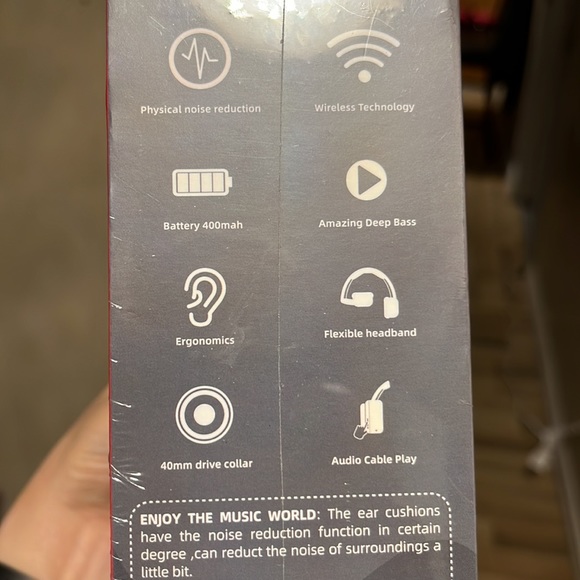 Physical noise reduction
Wireless Technology
Battery 400mah
Amazing Deep Bass
Ergonomics
Flexible headband
40mm drive collar
Audio Cable Play
ENJOY THE MUSIC WORLD: The ear cushions
have the noise reduction function in certain
degree ,can reduct the noise of surroundings a
little bit.